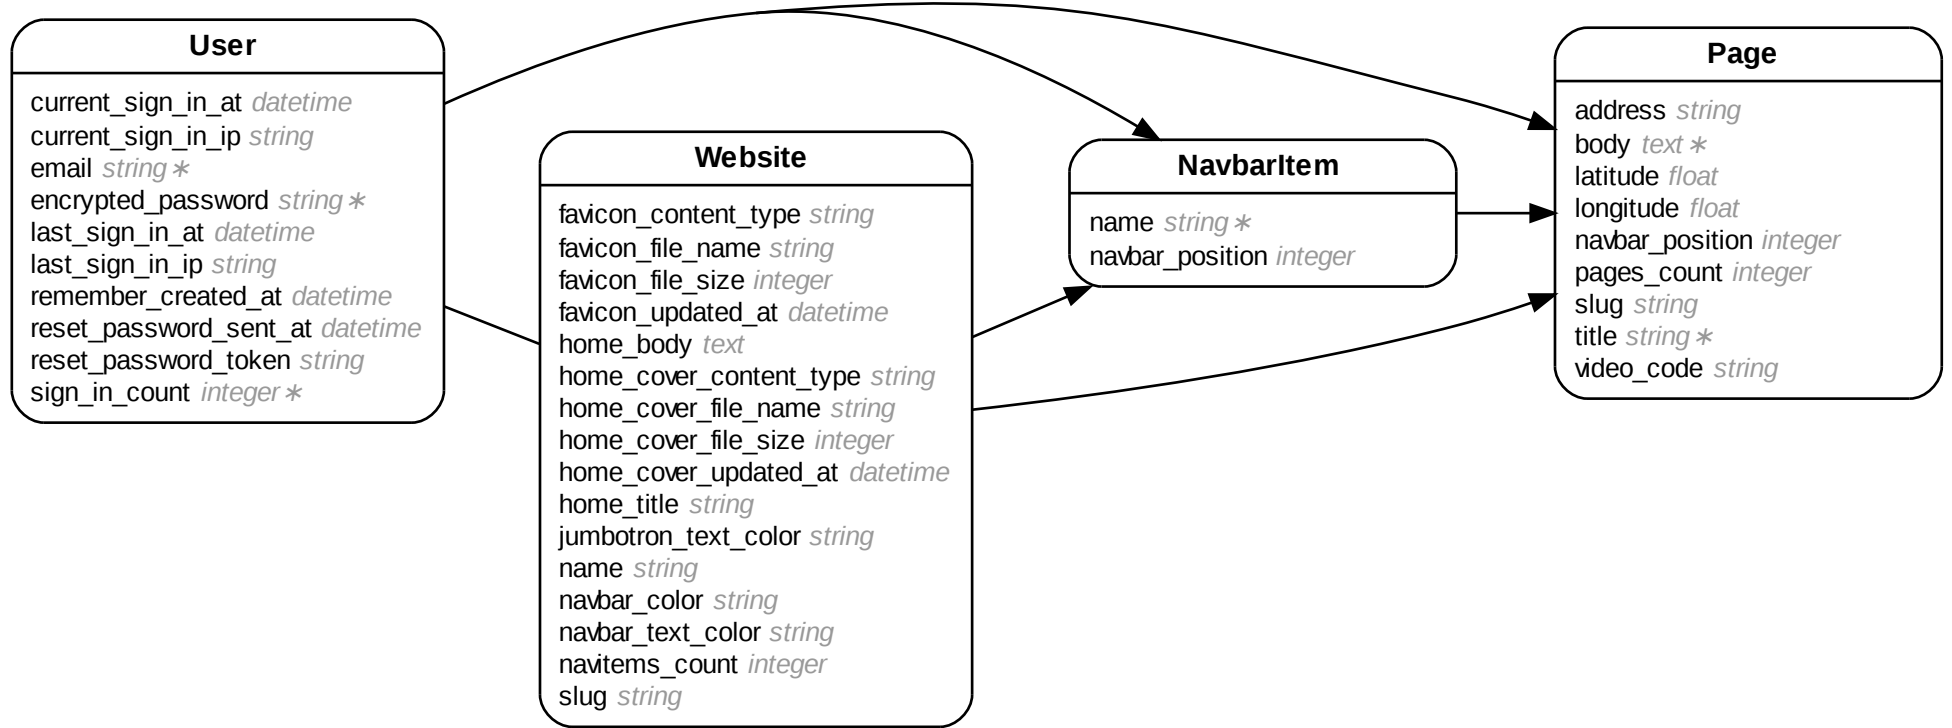 User
current_sign_in_at datetime
current_sign_in_ip string
email string *
encrypted_password string *
last_sign_in_at datetime
last_sign_in_ip string
remember_created_at datetime
reset_password_sent_at datetime
reset_password_token string
sign_in_count integer *
Website
favicon_content_type string
favicon_file_name string
favicon_file_size integer
favicon_updated_at datetime
home_body text
home_cover_content_type string
home_cover_file_name string
home_cover_file_size integer
home_cover_updated_at datetime
home_title string
jumbotron_text_color string
name string
navbar_color string
navbar_text_color string
navitems_count integer
slug string
NavbarItem
name string *
navbar_position integer
Page
address string
body text *
latitude float
longitude float
navbar_position integer
pages_count integer
slug string
title string *
video_code string